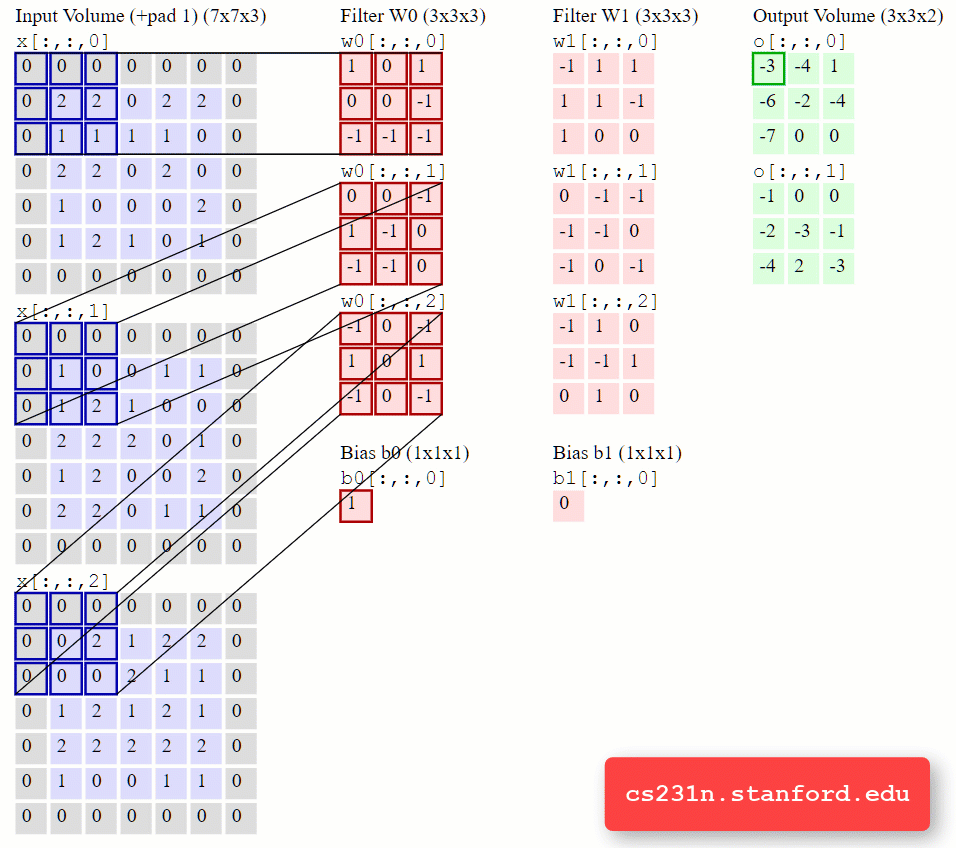 Input Volume (+pad 1) (7x7x3)
x[:,:,0]
0 0 0 0 0 0 0
0 2 2 0 2 2 0
0 1 1 1 1 0 0
0 2 2 0 2 0 0
0 1 0 0 0 2 0
0 1 2 1 0 1 0
0 0 0 0 0 0 0
x[:,:,1]
0 0 0 0 0 0 0
0 1 0 0 1 1 0
0 1 2 1 0 0 0
0 2 2 2 0 1 0
0 1 2 0 0 2 0
0 2 2 0 1 1 0
0 0 0 0 0 0 0
x[:,:,2]
0 0 0 0 0 0 0
0 0 2 1 2 2 0
0 0 0 2 1 1 0
0 1 2 1 2 1 0
0 2 2 2 2 2 0
0 1 0 0 1 1 0
0 0 0 0 0 0 0
Filter W0 (3x3x3)
w0[:,:,0]
1 0 1
0 0 -1
-1 -1 -1
w0[:,:,1]
0 0 -1
1 -1 0
-1 -1 0
w0[:,:,2]
-1 0 -1
1 0 1
-1 0 -1
Bias b0 (1x1x1)
b0[:,:,0]
1
Filter W1 (3x3x3)
w1[:,:,0]
-1 1 1
1 1 -1
1 0 0
w1[:,:,1]
0 -1 -1
-1 -1 0
-1 0 -1
w1[:,:,2]
-1 1 0
-1 -1 1
0 1 0
Bias b1 (1x1x1)
b1[:,:,0]
0
Output Volume (3x3x2)
o[:,:,0]
-3 -4 1
-6 -2 -4
-7 0 0
o[:,:,1]
-1 0 0
-2 -3 -1
-4 2 -3
cs231n.stanford.edu